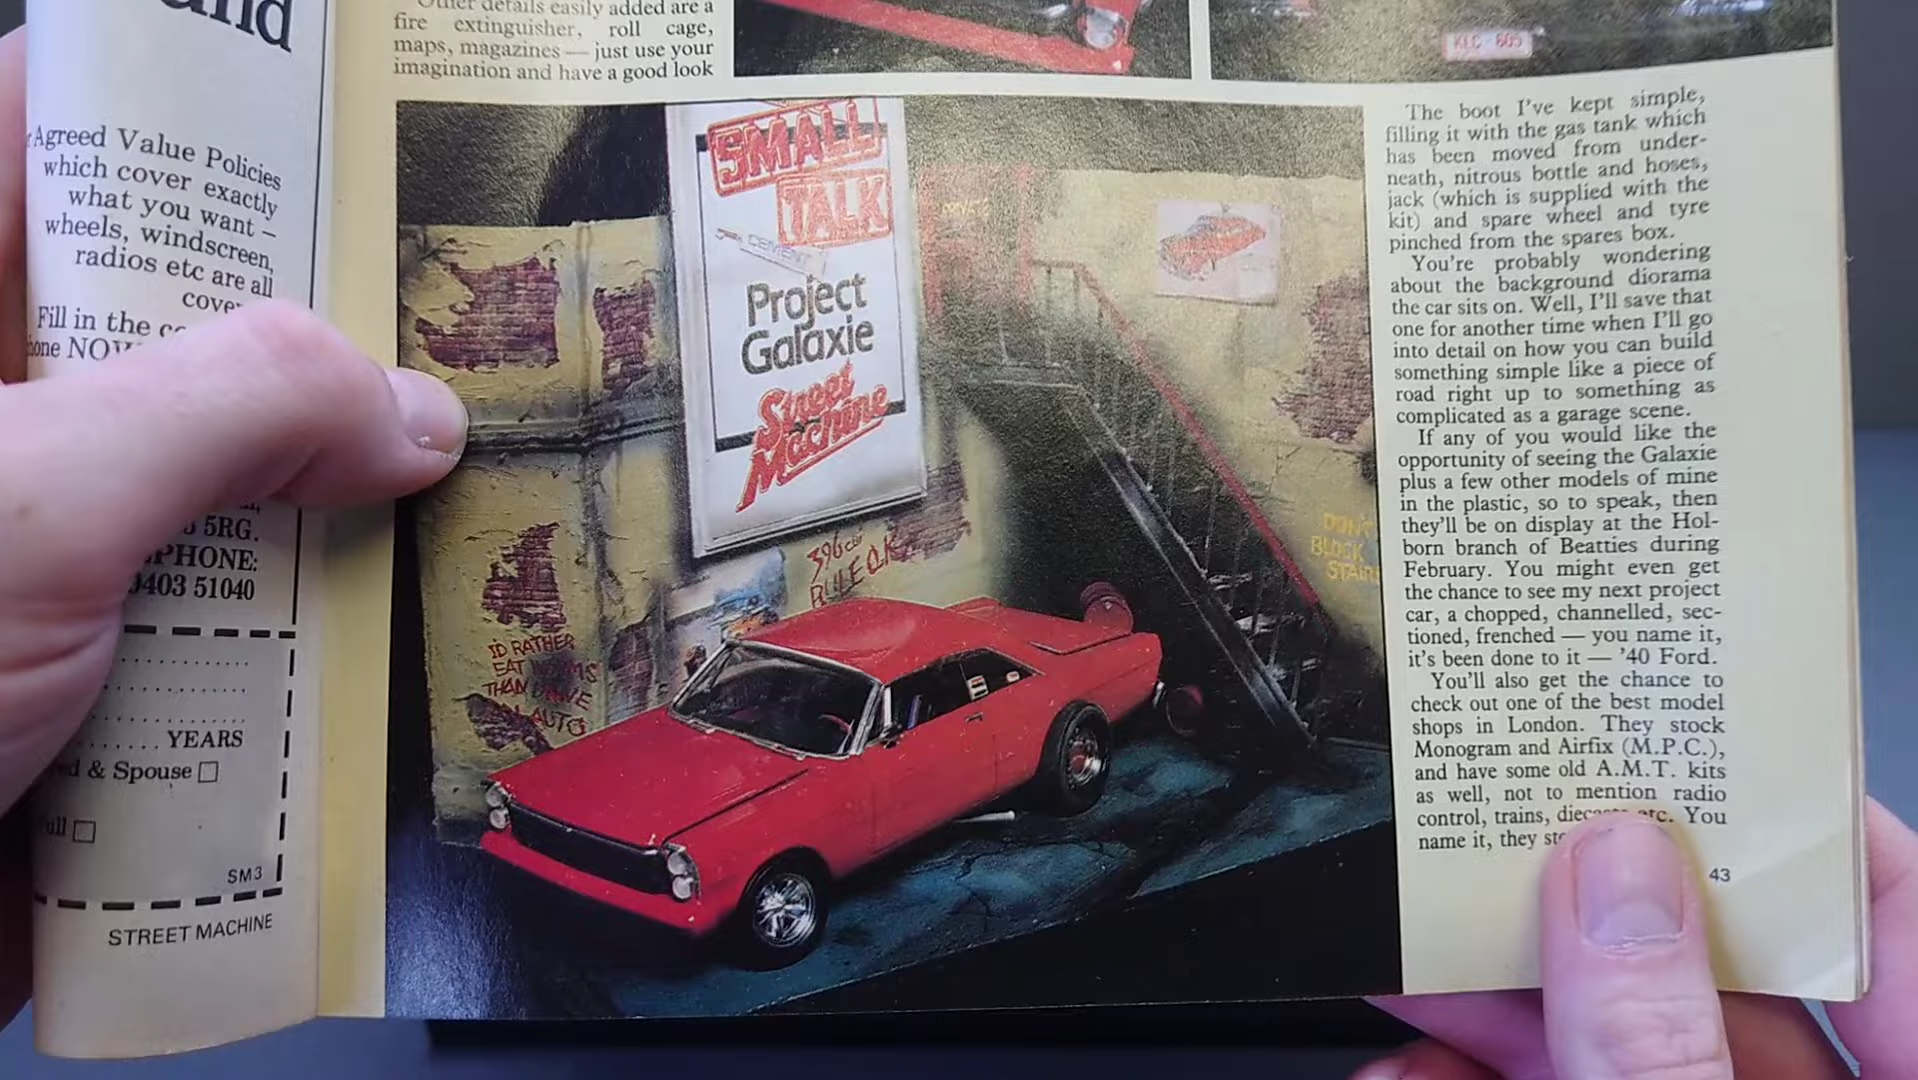 and
Agreed Value Policies
which cover exactly
what you want –
wheels, windscreen,
radios etc are all
Fill in the
5RG.
0403 51040
YEARS
& Spouse
SM3
STREET MACHINE
Other details easily added are a
fire extinguisher, roll cage,
maps, magazines — just use your
imagination and have a good look
KLC 605
SMALL
TALK
CEMENT
Project
Galaxie
Street
Machine
396 cu
RULE O.K.
DON'T
BLOCK
STAIRS
I'D RATHER
EAT WORMS
THAN DRIVE
AN AUTO
The boot I've kept simple,
filling it with the gas tank which
has been moved from under-
neath, nitrous bottle and hoses,
jack (which is supplied with the
kit) and spare wheel and tyre
pinched from the spares box.
You're probably wondering
about the background diorama
the car sits on. Well, I'll save that
one for another time when I'll go
into detail on how you can build
something simple like a piece of
road right up to something as
complicated as a garage scene.
If any of you would like the
opportunity of seeing the Galaxie
plus a few other models of mine
in the plastic, so to speak, then
they'll be on display at the Hol-
born branch of Beatties during
February. You might even get
the chance to see my next project
car, a chopped, channelled, sec-
tioned, frenched — you name it,
it's been done to it — '40 Ford.
You'll also get the chance to
check out one of the best model
shops in London. They stock
Monogram and Airfix (M.P.C.),
and have some old A.M.T. kits
as well, not to mention radio
control, trains, etc. You
name it, they
43